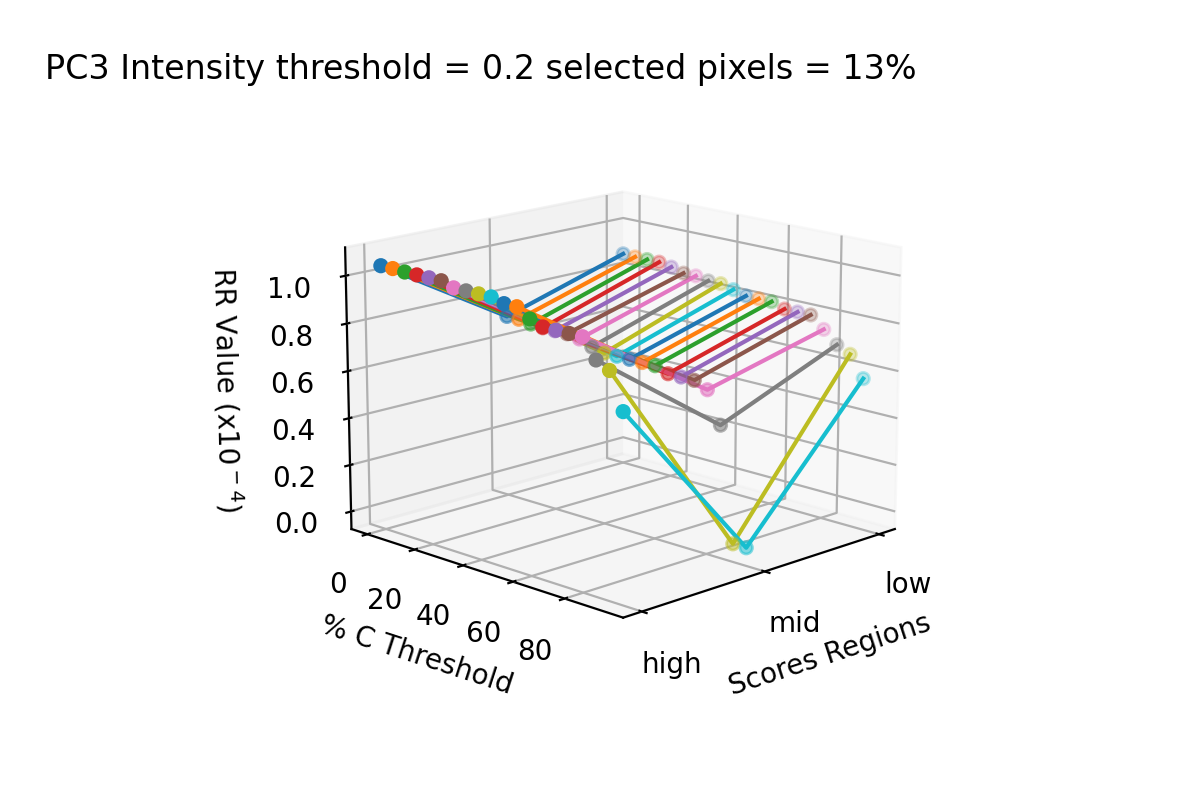 PC3 Intensity threshold = 0.2 selected pixels = 13%
RR Value (x10⁻⁴)
1.0
0.8
0.6
0.4
0.2
0.0
0
20
40
60
80
% C Threshold
high
mid
low
Scores Regions